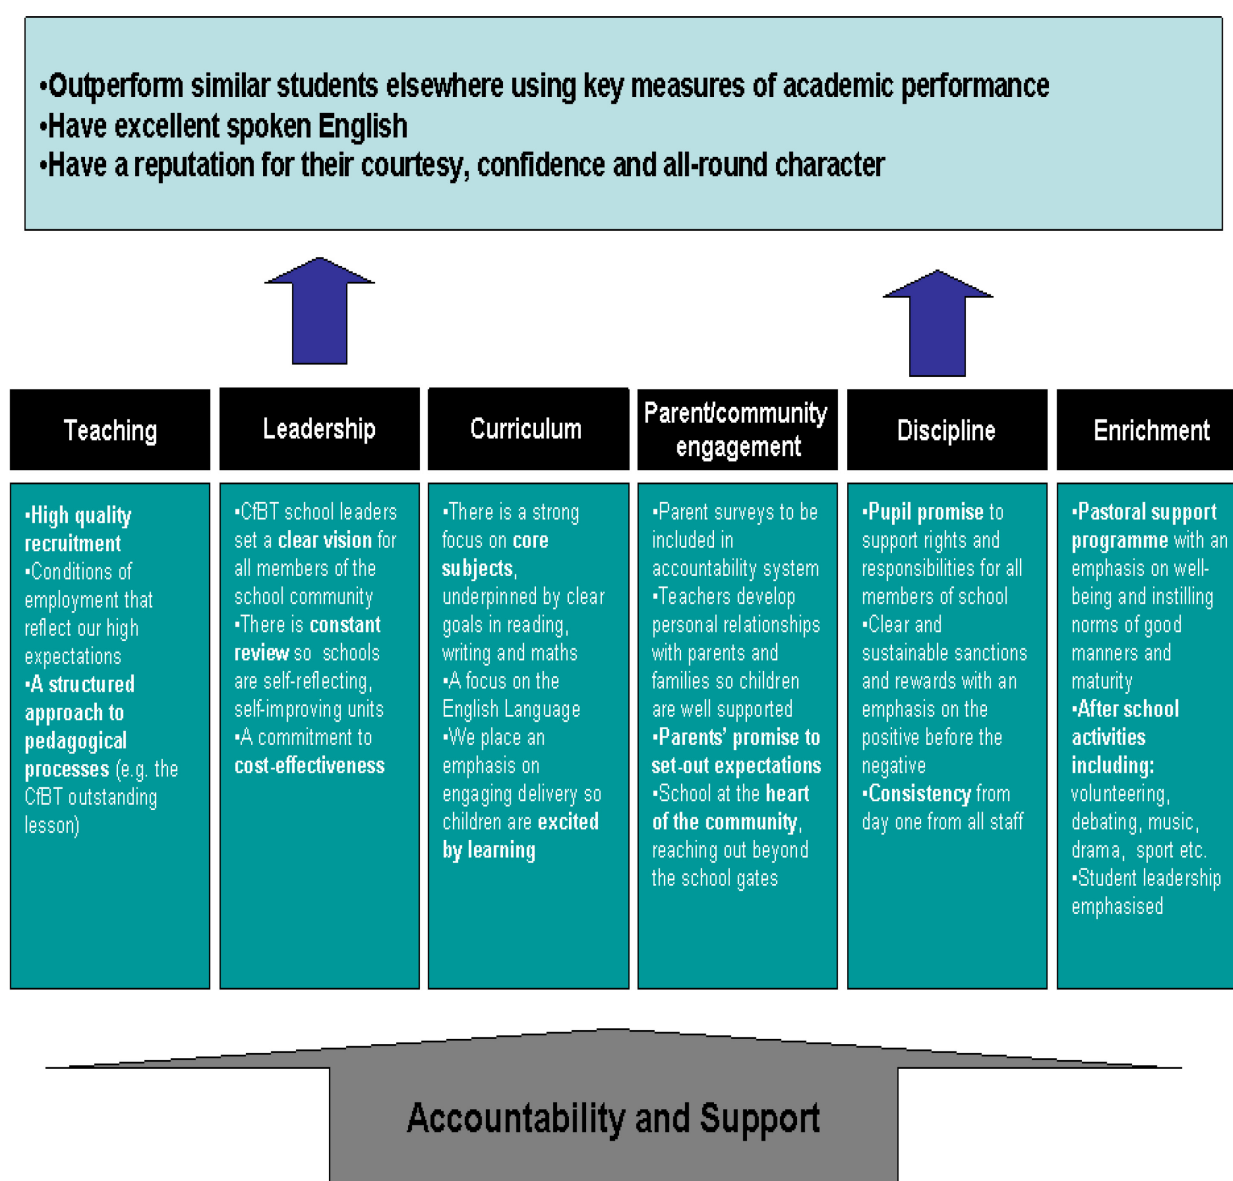 •Outperform similar students elsewhere using key measures of academic performance
•Have excellent spoken English
•Have a reputation for their courtesy, confidence and all-round character
Teaching
Leadership
Curriculum
Parent/community
engagement
Discipline
Enrichment
•High quality
recruitment
•Conditions of
employment that
reflect our high
expectations
•A structured
approach to
pedagogical
processes (e.g. the
CfBT outstanding
lesson)
•CfBT school leaders
set a clear vision for
all members of the
school community
•There is constant
review so schools
are self-reflecting,
self-improving units
•A commitment to
cost-effectiveness
•There is a strong
focus on core
subjects,
underpinned by clear
goals in reading,
writing and maths
•A focus on the
English Language
•We place an
emphasis on
engaging delivery so
children are excited
by learning
•Parent surveys to be
included in
accountability system
•Teachers develop
personal relationships
with parents and
families so children
are well supported
•Parents’ promise to
set-out expectations
•School at the heart
of the community,
reaching out beyond
the school gates
•Pupil promise to
support rights and
responsibilities for all
members of school
•Clear and
sustainable sanctions
and rewards with an
emphasis on the
positive before the
negative
•Consistency from
day one from all staff
•Pastoral support
programme with an
emphasis on well-
being and instilling
norms of good
manners and
maturity
•After school
activities
including:
volunteering,
debating, music,
drama, sport etc.
•Student leadership
emphasised
Accountability and Support